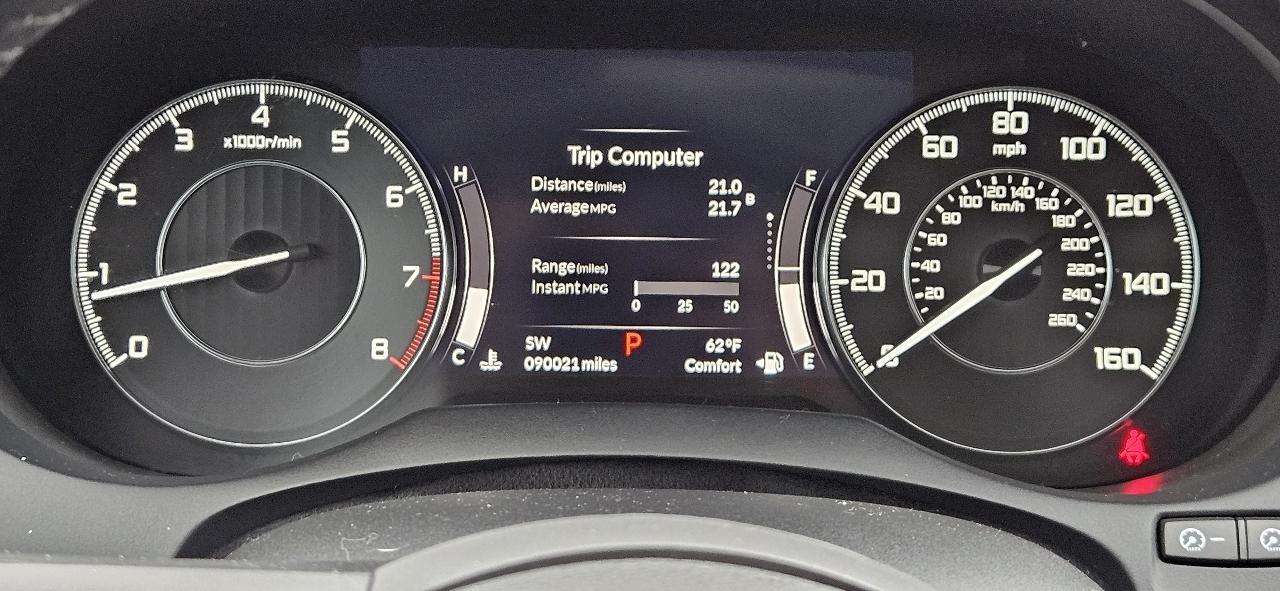 0
1
2
3
4
x1000r/min
5
6
7
8
H
C
Trip Computer
Distance(miles) 21.0
Average MPG 21.7 B
Range(miles) 122
Instant MPG
0 25 50
SW P 62°F
090021 miles Comfort
F
E
0
20
40
60
80
mph
100
120
140
160
20
40
60
80
100
120
140
km/h
160
180
200
220
240
260